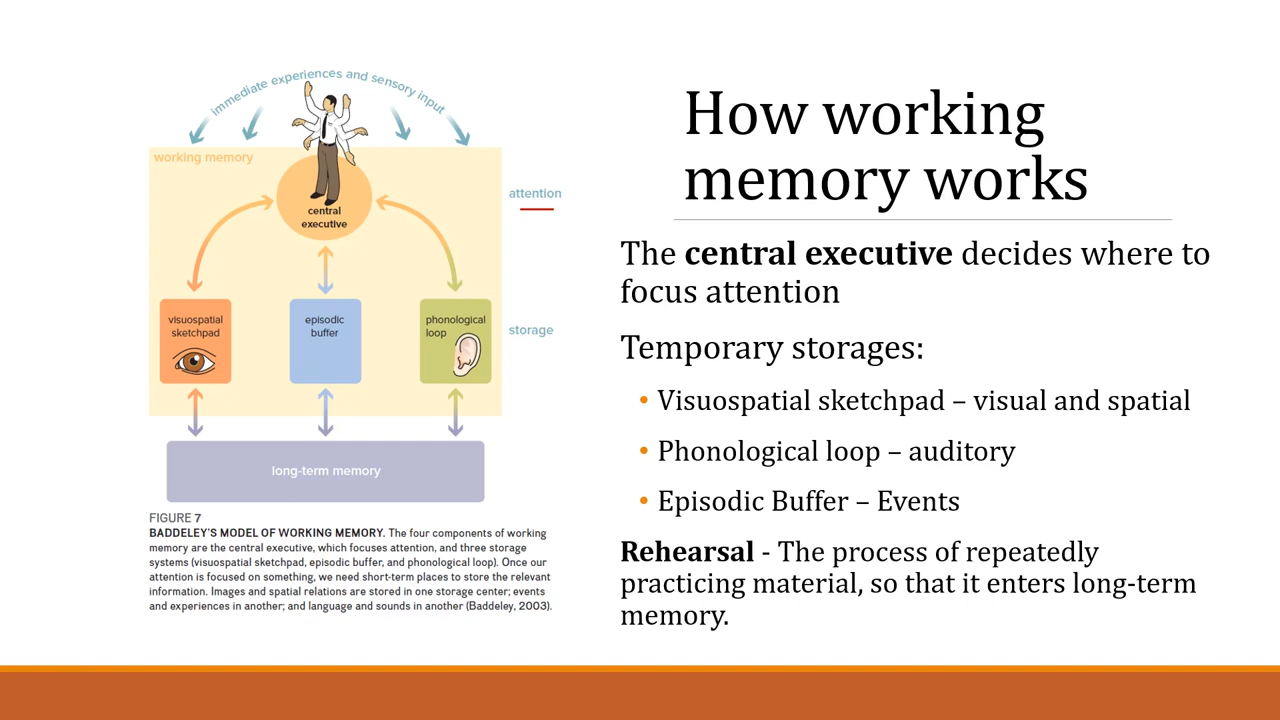 immediate experiences and sensory input
working memory
attention
central
executive
visuospatial
sketchpad
episodic
buffer
phonological
loop
storage
long-term memory
FIGURE 7
BADDELEY'S MODEL OF WORKING MEMORY. The four components of working
memory are the central executive, which focuses attention, and three storage
systems (visuospatial sketchpad, episodic buffer, and phonological loop). Once our
attention is focused on something, we need short-term places to store the relevant
information. Images and spatial relations are stored in one storage center; events
and experiences in another; and language and sounds in another (Baddeley, 2003).
How working
memory works
The central executive decides where to
focus attention
Temporary storages:
• Visuospatial sketchpad – visual and spatial
• Phonological loop – auditory
• Episodic Buffer – Events
Rehearsal - The process of repeatedly
practicing material, so that it enters long-term
memory.